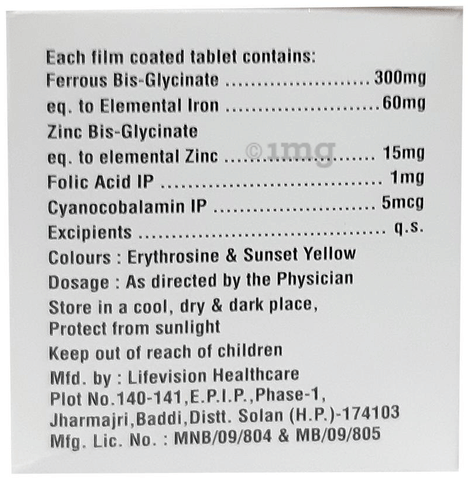 Each film coated tablet contains:
Ferrous Bis-Glycinate ..................... 300mg
eq. to Elemental Iron ....................... 60mg
Zinc Bis-Glycinate
eq. to elemental Zinc ....................... 15mg
Folic Acid IP ................................... 1mg
Cyanocobalamin IP ........................ 5mcg
Excipients ...................................... q.s.
Colours : Erythrosine & Sunset Yellow
Dosage : As directed by the Physician
Store in a cool, dry & dark place,
Protect from sunlight
Keep out of reach of children
Mfd. by : Lifevision Healthcare
Plot No.140-141,E.P.I.P.,Phase-1,
Jharmajri,Baddi,Distt. Solan (H.P.)-174103
Mfg. Lic. No. : MNB/09/804 & MB/09/805
© 1mg